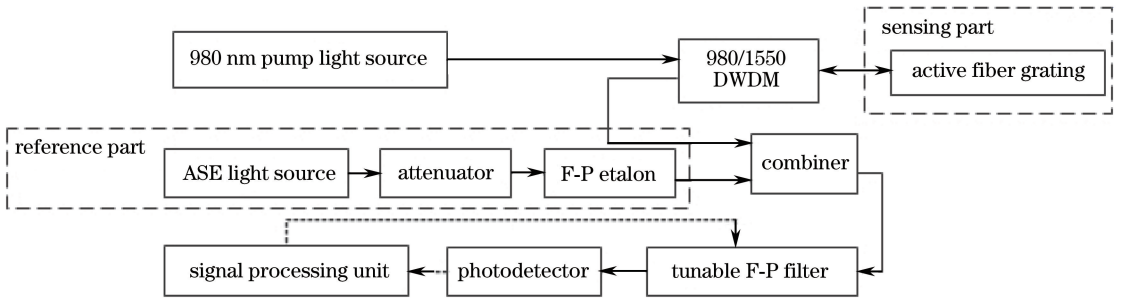 sensing part
980 nm pump light source
980/1550
DWDM
active fiber grating
reference part
ASE light source
attenuator
F-P etalon
combiner
signal processing unit
photodetector
tunable F-P filter